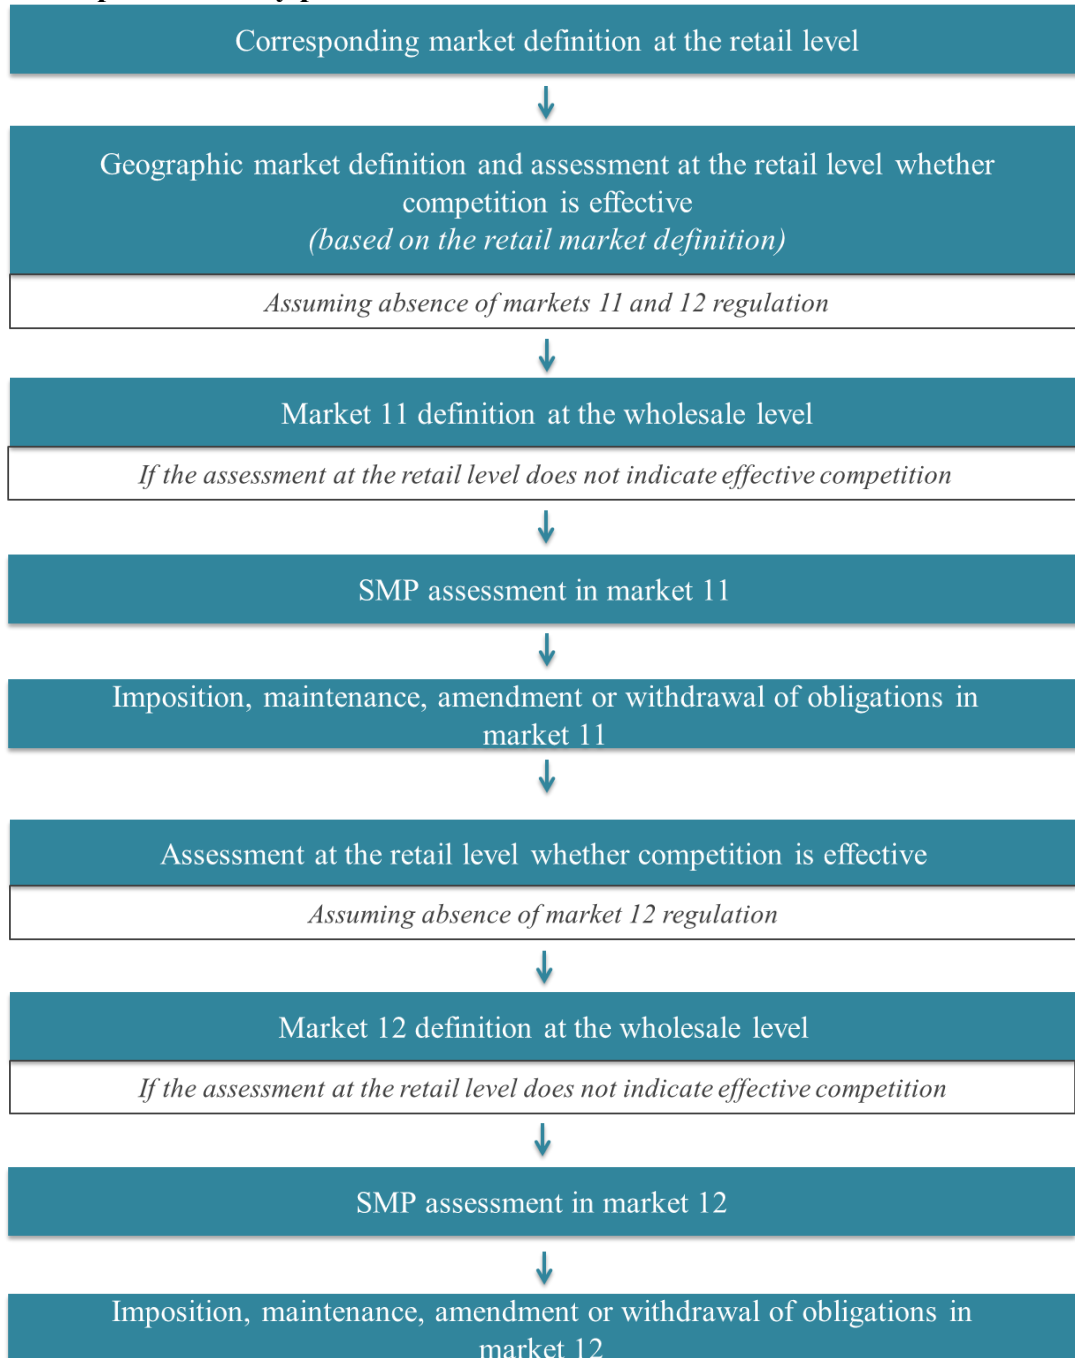 Corresponding market definition at the retail level
Geographic market definition and assessment at the retail level whether
competition is effective
(based on the retail market definition)
Assuming absence of markets 11 and 12 regulation
Market 11 definition at the wholesale level
If the assessment at the retail level does not indicate effective competition
SMP assessment in market 11
Imposition, maintenance, amendment or withdrawal of obligations in
market 11
Assessment at the retail level whether competition is effective
Assuming absence of market 12 regulation
Market 12 definition at the wholesale level
If the assessment at the retail level does not indicate effective competition
SMP assessment in market 12
Imposition, maintenance, amendment or withdrawal of obligations in
market 12